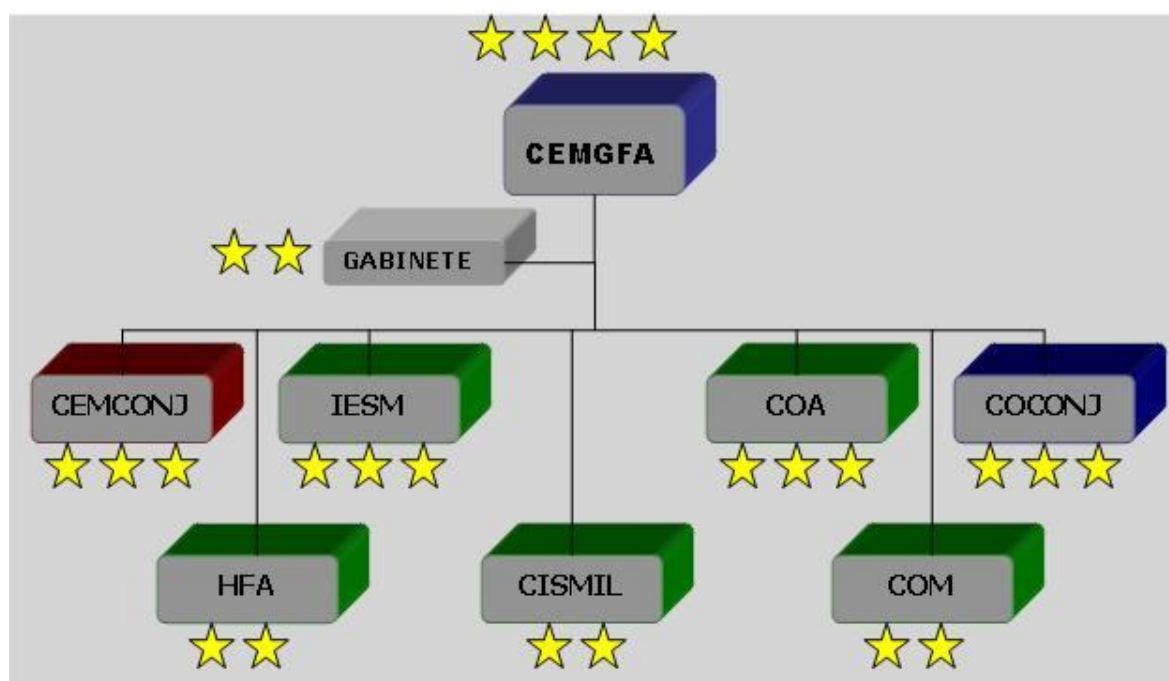 CEMGFA
GABINETE
CEMCONJ
IESM
COA
COCONJ
HFA
CISMIL
COM